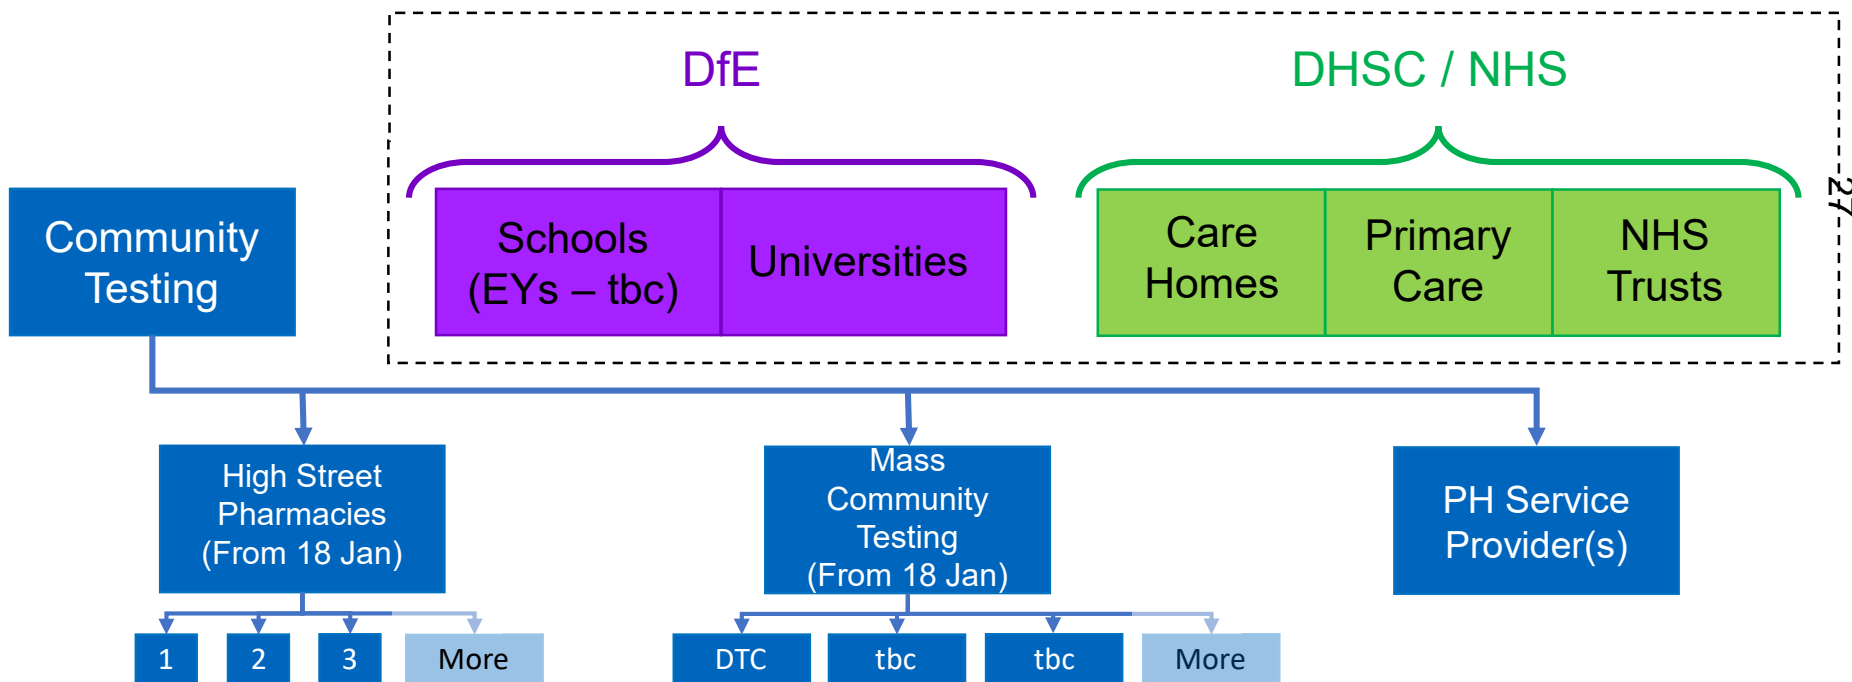 DfE
DHSC / NHS
Community
Testing
Schools
(EYs – tbc)
Universities
Care
Homes
Primary
Care
NHS
Trusts
27
High Street
Pharmacies
(From 18 Jan)
Mass
Community
Testing
(From 18 Jan)
PH Service
Provider(s)
1
2
3
More
DTC
tbc
tbc
More